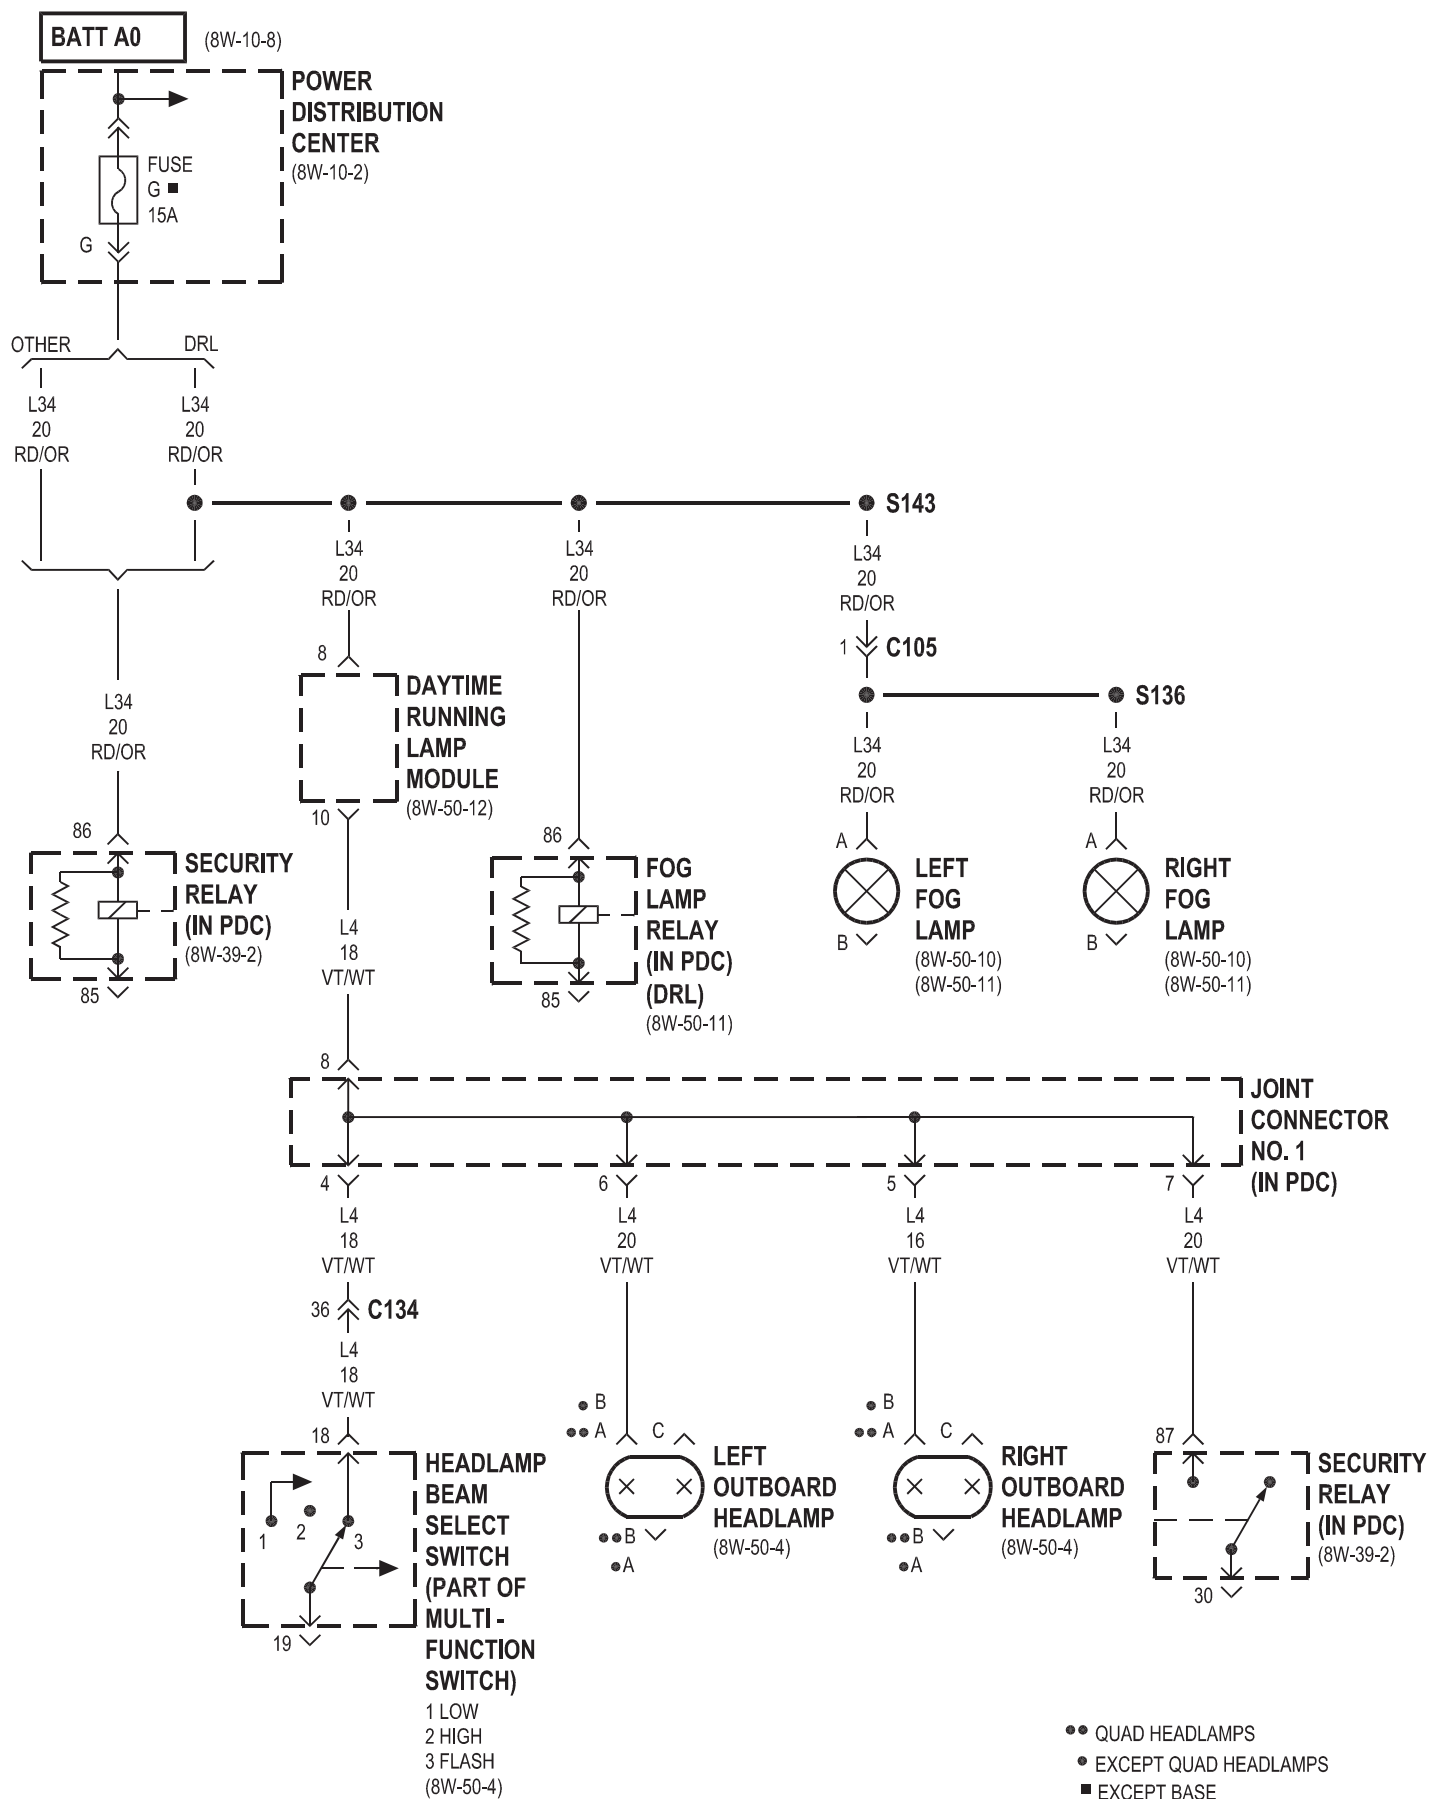 BATT A0
(8W-10-8)
POWER
DISTRIBUTION
CENTER
(8W-10-2)
FUSE
G ■
15A
G
OTHER
DRL
L34
20
RD/OR
L34
20
RD/OR
S143
L34
20
RD/OR
L34
20
RD/OR
L34
20
RD/OR
1
C105
S136
L34
20
RD/OR
8
DAYTIME
RUNNING
LAMP
MODULE
(8W-50-12)
10
L34
20
RD/OR
L34
20
RD/OR
86
SECURITY
RELAY
(IN PDC)
(8W-39-2)
85
86
FOG
LAMP
RELAY
(IN PDC)
(DRL)
(8W-50-11)
85
A
LEFT
FOG
LAMP
(8W-50-10)
(8W-50-11)
B
A
RIGHT
FOG
LAMP
(8W-50-10)
(8W-50-11)
B
L4
18
VT/WT
8
JOINT
CONNECTOR
NO. 1
(IN PDC)
4
6
5
7
L4
18
VT/WT
L4
20
VT/WT
L4
16
VT/WT
L4
20
VT/WT
36
C134
L4
18
VT/WT
18
HEADLAMP
BEAM
SELECT
SWITCH
(PART OF
MULTI -
FUNCTION
SWITCH)
1 LOW
2 HIGH
3 FLASH
(8W-50-4)
1
2
3
19
● B
●● A
C
LEFT
OUTBOARD
HEADLAMP
(8W-50-4)
●●B
●A
● B
●● A
C
RIGHT
OUTBOARD
HEADLAMP
(8W-50-4)
●●B
●A
87
SECURITY
RELAY
(IN PDC)
(8W-39-2)
30
●● QUAD HEADLAMPS
● EXCEPT QUAD HEADLAMPS
■ EXCEPT BASE